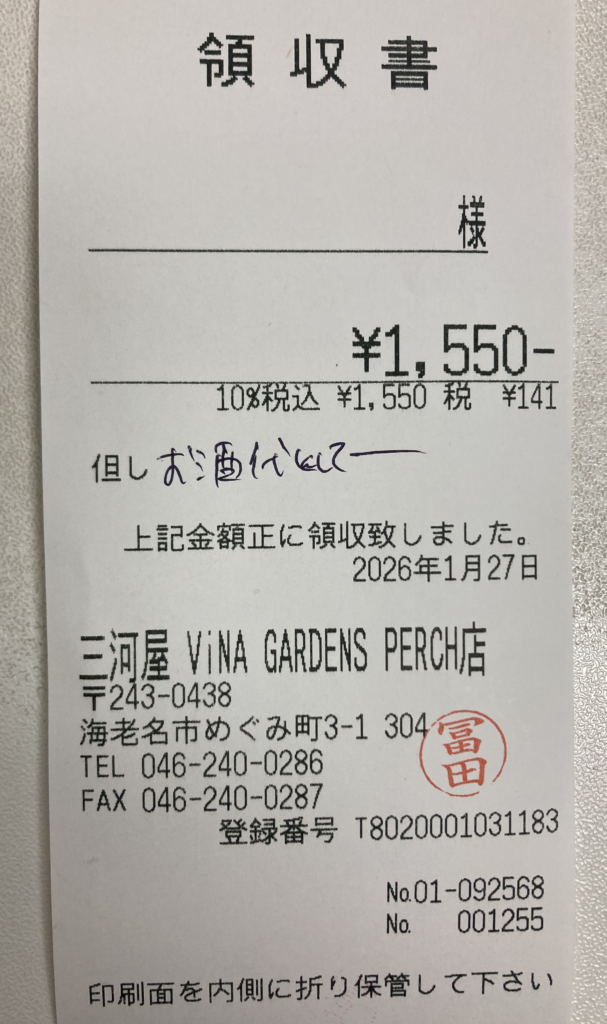 領収書
様
¥1,550-
10%税込 ¥1,550 税 ¥141
但し お酒代として
上記金額正に領収致しました。
2026年1月27日
三河屋 ViNA GARDENS PERCH店
〒243-0438
海老名市めぐみ町3-1 304
冨田
TEL 046-240-0286
FAX 046-240-0287
登録番号 T8020001031183
No.01-092568
No. 001255
印刷面を内側に折り保管して下さい